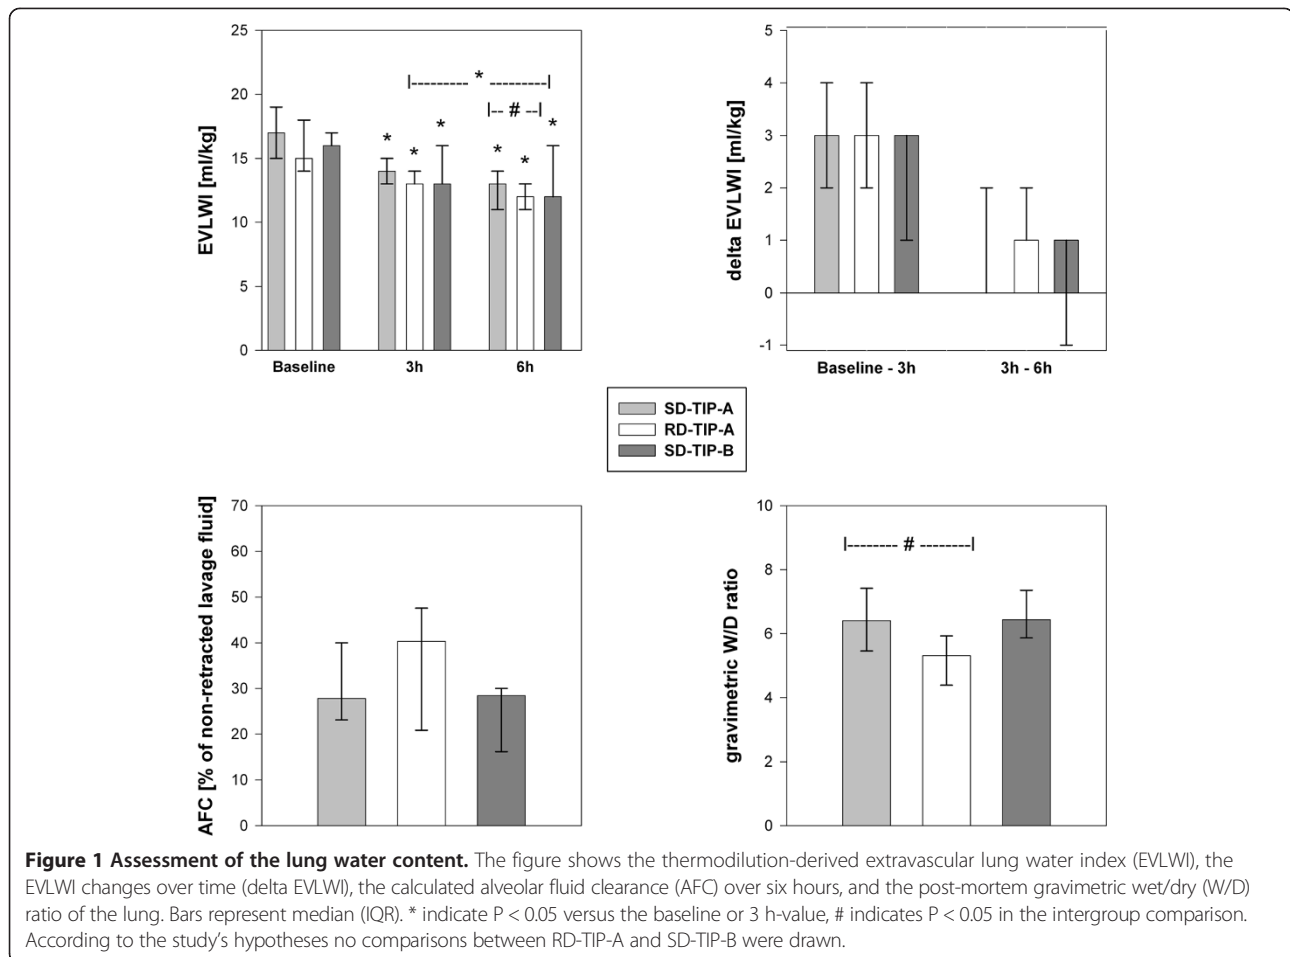 25
20
15
10
5
0
EVLWI [ml/kg]
|-------- * --------|
|-- # --|
* * *
* * *
Baseline 3h 6h
5
4
3
2
1
0
-1
delta EVLWI [ml/kg]
Baseline - 3h 3h - 6h
SD-TIP-A
RD-TIP-A
SD-TIP-B
70
60
50
40
30
20
10
0
AFC [% of non-retracted lavage fluid]
10
8
6
4
2
0
gravimetric W/D ratio
|-------- # --------|
Figure 1 Assessment of the lung water content. The figure shows the thermodilution-derived extravascular lung water index (EVLWI), the
EVLWI changes over time (delta EVLWI), the calculated alveolar fluid clearance (AFC) over six hours, and the post-mortem gravimetric wet/dry (W/D)
ratio of the lung. Bars represent median (IQR). * indicate P < 0.05 versus the baseline or 3 h-value, # indicates P < 0.05 in the intergroup comparison.
According to the study's hypotheses no comparisons between RD-TIP-A and SD-TIP-B were drawn.